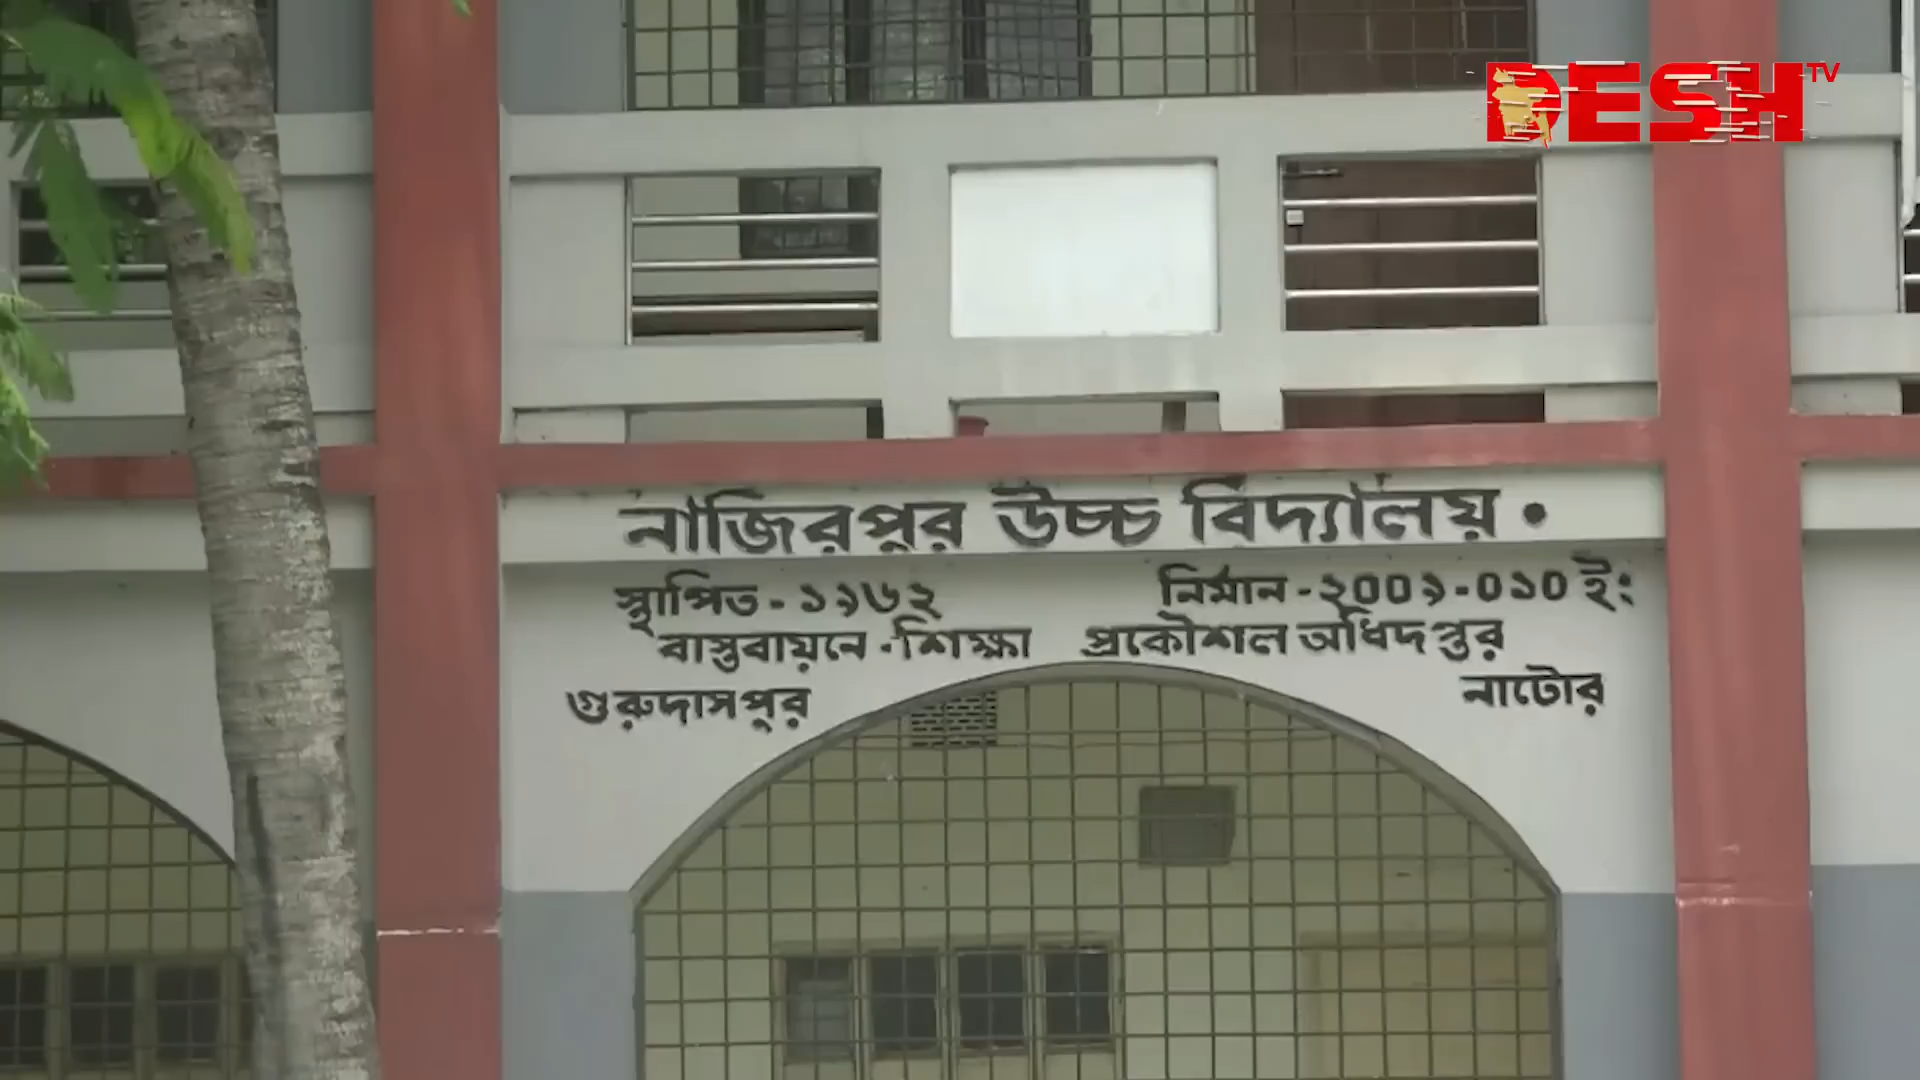 DESH TV
নাজিরপুর উচ্চ বিদ্যালয়
স্থাপিত - ১৯৬২
নির্মান - ২০০৯-০১০ ই:
বাস্তবায়নে - শিক্ষা প্রকৌশল অধিদপ্তর
গুরুদাসপুর
নাটোর